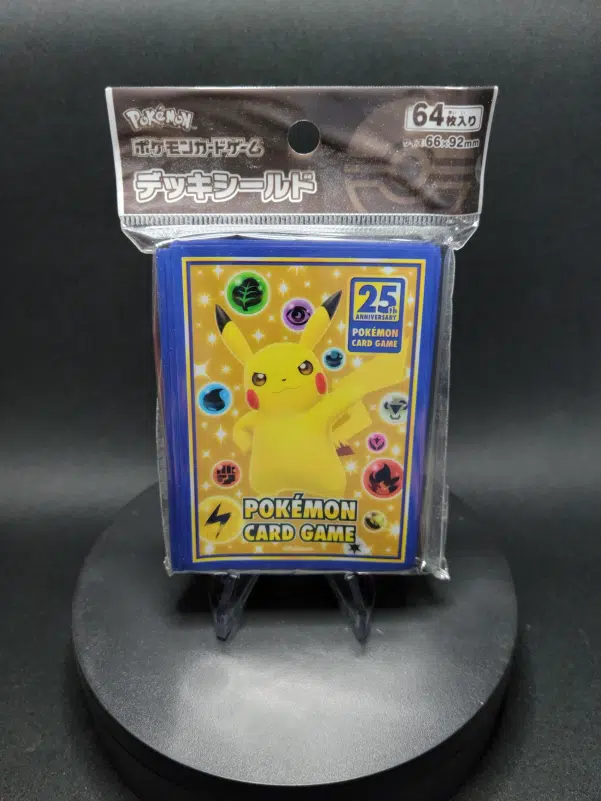 Pokémon
ポケモンカードゲーム
デッキシールド
64枚入り
66×92mm
25th
ANNIVERSARY
POKÉMON
CARD GAME
POKÉMON
CARD GAME